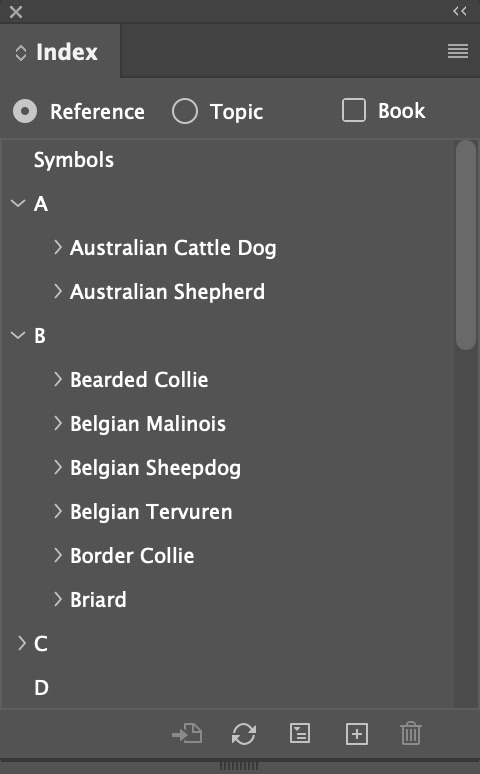 Index
Reference Topic Book
Symbols
A
Australian Cattle Dog
Australian Shepherd
B
Bearded Collie
Belgian Malinois
Belgian Sheepdog
Belgian Tervuren
Border Collie
Briard
C
D